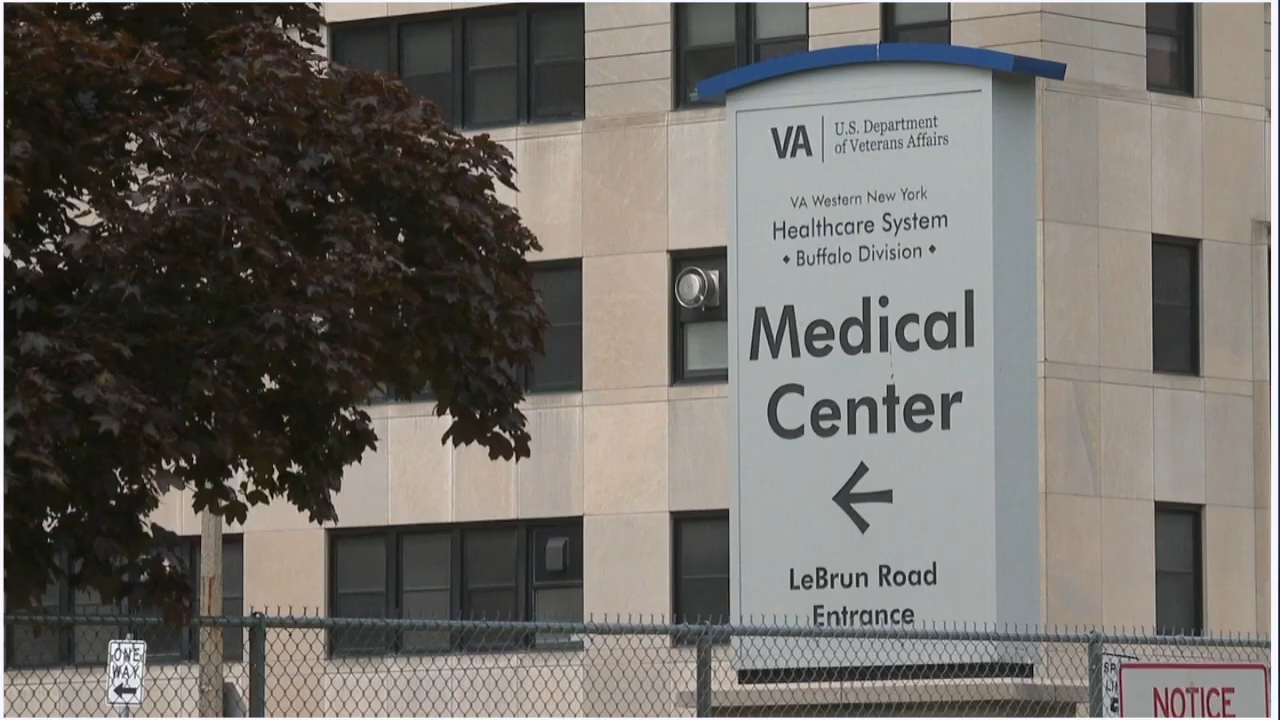 VA
U.S. Department
of Veterans Affairs
VA Western New York
Healthcare System
• Buffalo Division •
Medical
Center
←
LeBrun Road
Entrance
ONE
WAY
←
NOTICE